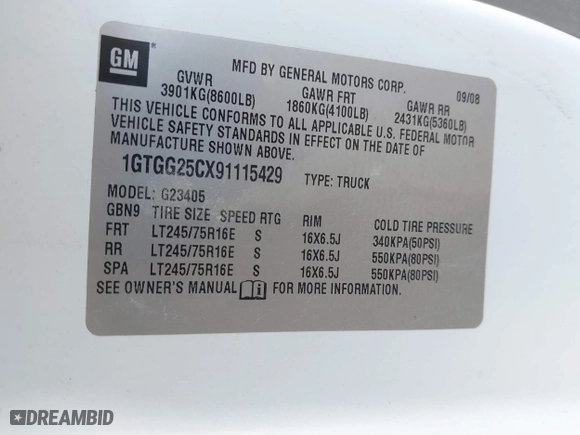 GM
MFD BY GENERAL MOTORS CORP. 09/08
GVWR GAWR FRT GAWR RR
3901KG(8600LB) 1860KG(4100LB) 2431KG(5360LB)
THIS VEHICLE CONFORMS TO ALL APPLICABLE U.S. FEDERAL MOTOR
VEHICLE SAFETY STANDARDS IN EFFECT ON THE DATE OF
MANUFACTURE SHOWN ABOVE.
1GTGG25CX91115429 TYPE: TRUCK
MODEL: G23405
GBN9 TIRE SIZE SPEED RTG RIM COLD TIRE PRESSURE
FRT LT245/75R16E S 16X6.5J 340KPA(50PSI)
RR LT245/75R16E S 16X6.5J 550KPA(80PSI)
SPA LT245/75R16E S 16X6.5J 550KPA(80PSI)
SEE OWNER'S MANUAL FOR MORE INFORMATION.
DREAMBID